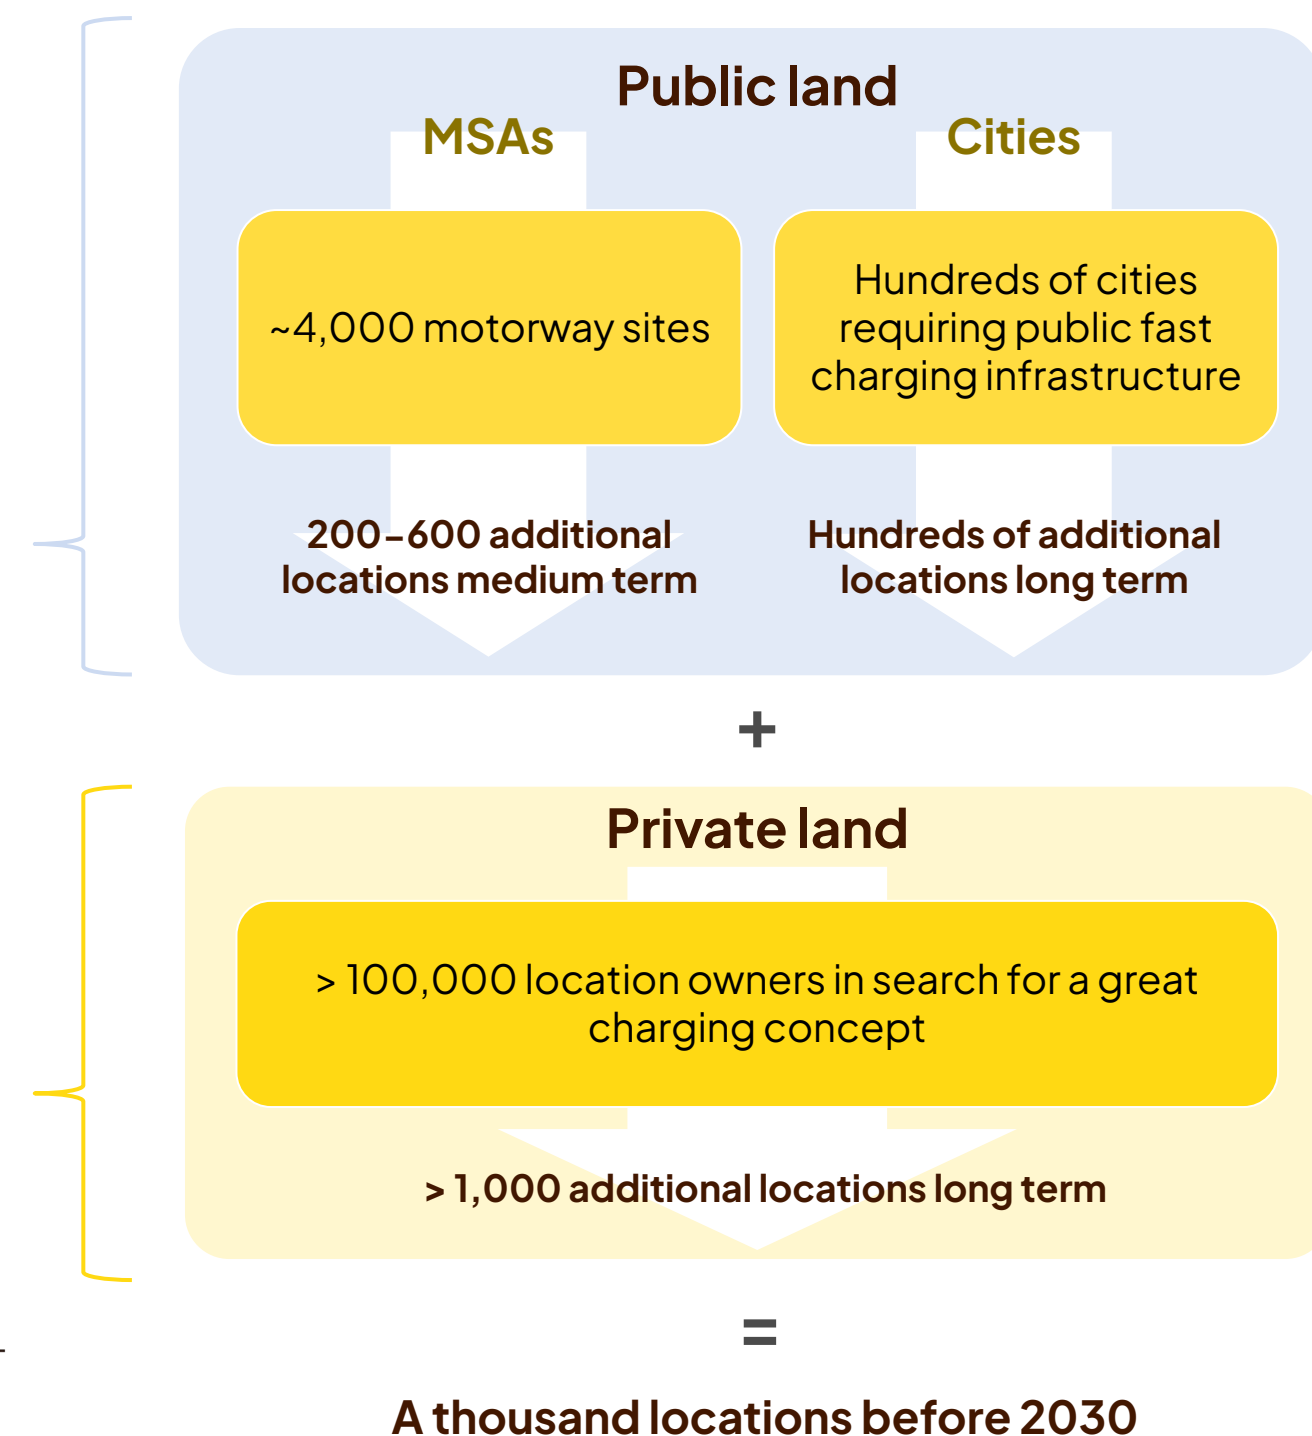 Public land
MSAs
Cities
~4,000 motorway sites
Hundreds of cities
requiring public fast
charging infrastructure
200–600 additional
locations medium term
Hundreds of additional
locations long term
+
Private land
> 100,000 location owners in search for a great
charging concept
> 1,000 additional locations long term
=
A thousand locations before 2030